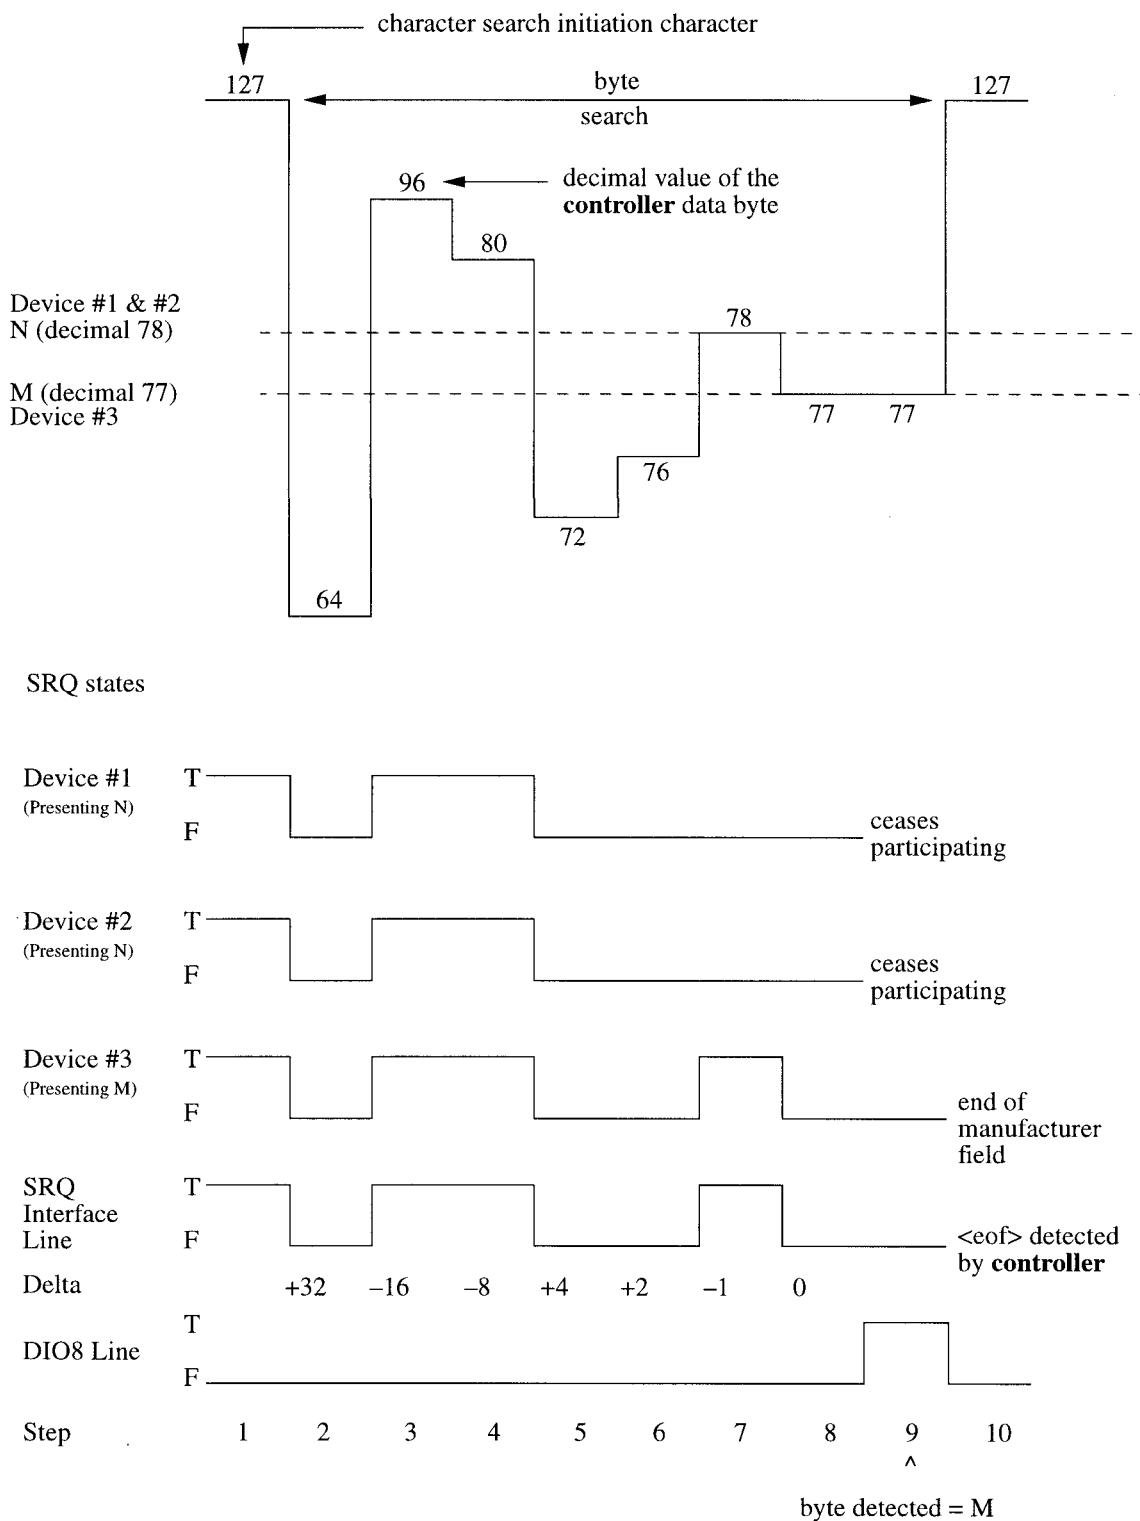 character search initiation character
127
byte
127
search
96
decimal value of the
controller data byte
80
Device #1 & #2
N (decimal 78)
78
M (decimal 77)
Device #3
77
77
76
72
64
SRQ states
Device #1
(Presenting N)
T
F
ceases
participating
Device #2
(Presenting N)
T
F
ceases
participating
Device #3
(Presenting M)
T
F
end of
manufacturer
field
SRQ
Interface
Line
T
F
<eof> detected
by controller
Delta
+32 –16 –8 +4 +2 –1 0
DIO8 Line
T
F
Step 1 2 3 4 5 6 7 8 9 10
^
byte detected = M